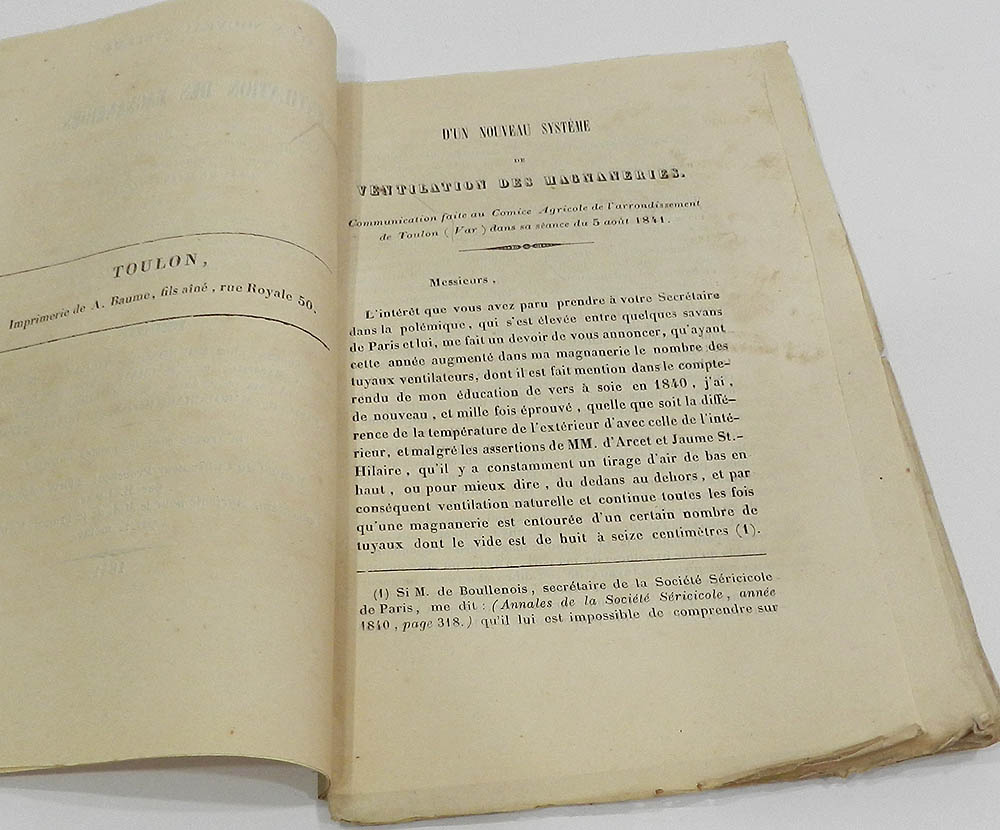 TOULON,
Imprimerie de A. Baume, fils aîné, rue Royale 50.
D'UN NOUVEAU SYSTÈME
DE
VENTILATION DES MAGNANERIES.
Communication faite au Comice Agricole de l'arrondissement
de Toulon (Var) dans sa séance du 5 août 1841.
Messieurs,
L'intérêt que vous avez paru prendre à votre Secrétaire
dans la polémique, qui s'est élevée entre quelques savans
de Paris et lui, me fait un devoir de vous annoncer, qu'ayant
cette année augmenté dans ma magnanerie le nombre des
tuyaux ventilateurs, dont il est fait mention dans le compte-
rendu de mon éducation de vers à soie en 1840, j'ai,
de nouveau, et mille fois éprouvé, quelle que soit la diffé-
rence de la température de l'extérieur d'avec celle de l'inté-
rieur, et malgré les assertions de MM. d'Arcet et Jaume St.-
Hilaire, qu'il y a constamment un tirage d'air de bas en
haut, ou pour mieux dire, du dedans au dehors, et par
conséquent ventilation naturelle et continue toutes les fois
qu'une magnanerie est entourée d'un certain nombre de
tuyaux dont le vide est de huit à seize centimètres (1).
(1) Si M. de Boullenois, secrétaire de la Société Séricicole
de Paris, me dit : (Annales de la Société Séricicole, année
1840, page 318.) qu'il lui est impossible de comprendre sur